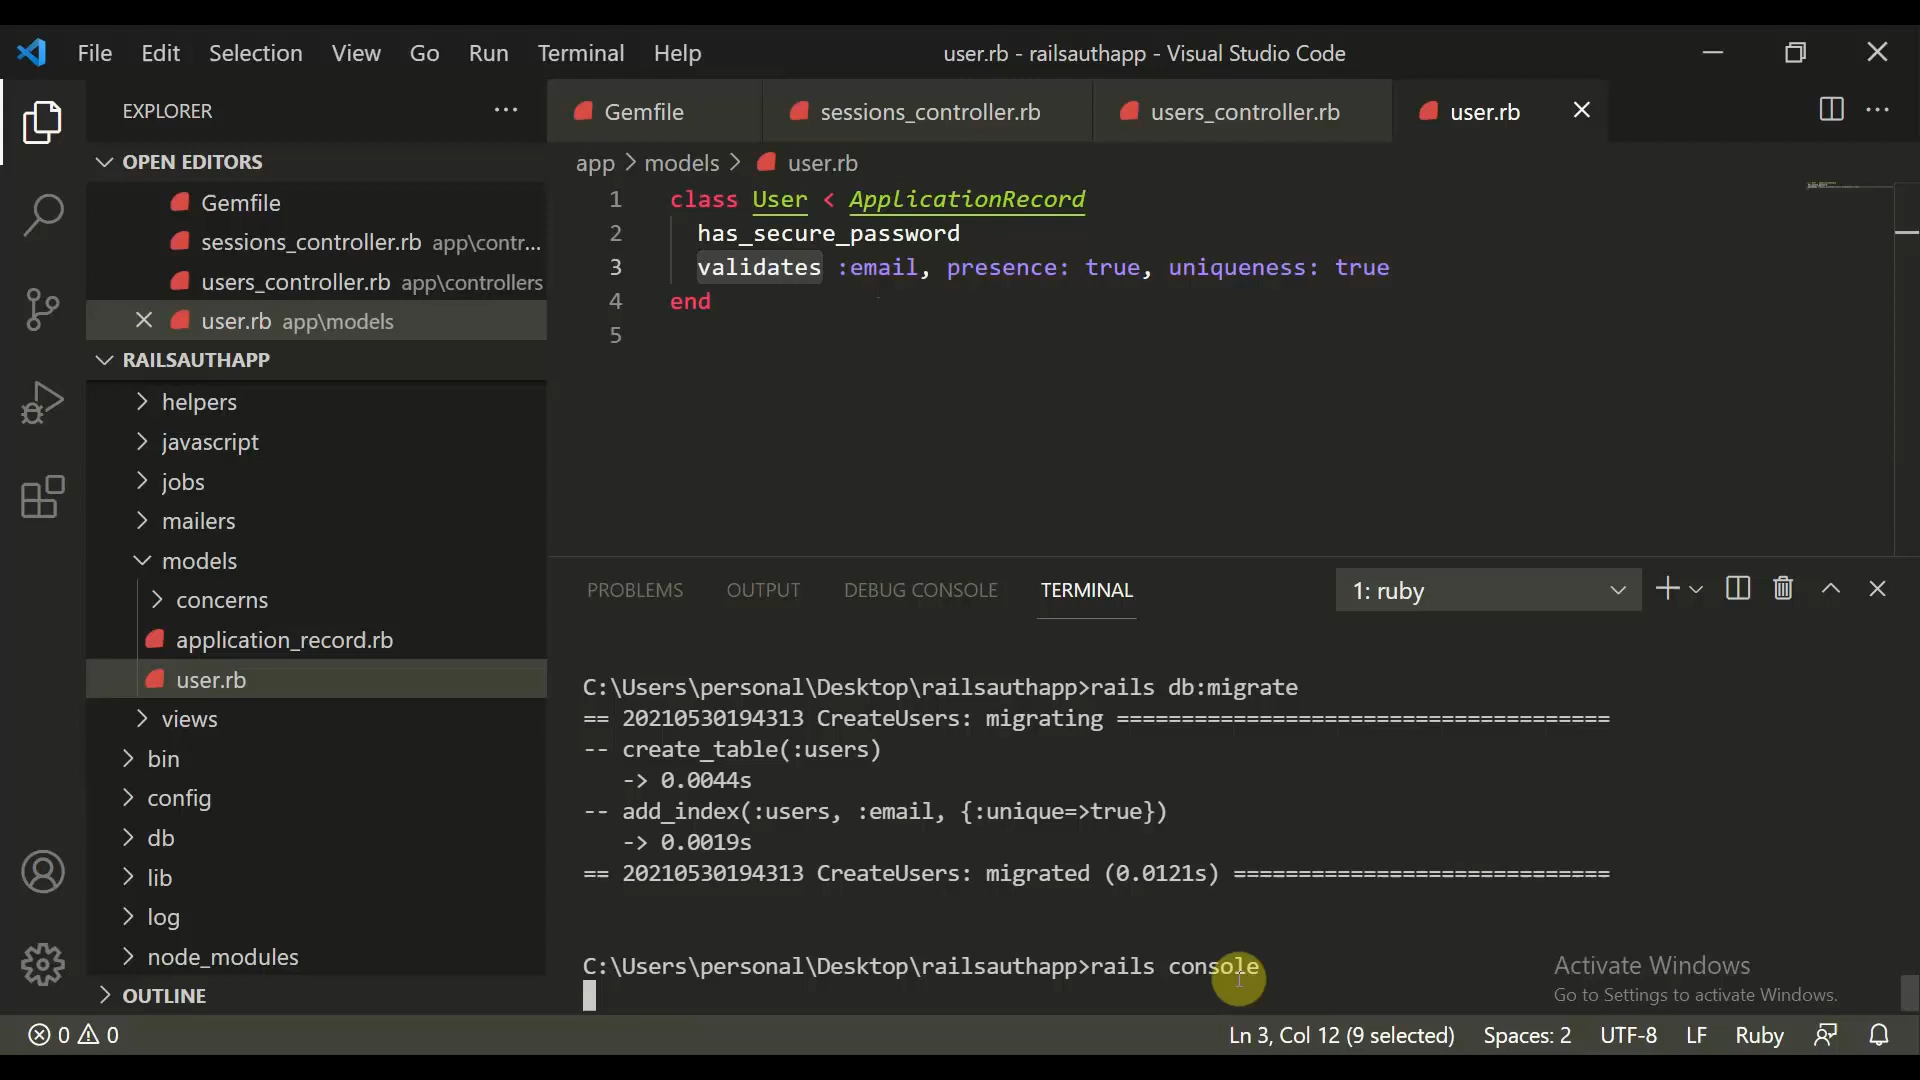 File Edit Selection View Go Run Terminal Help user.rb - railsauthapp - Visual Studio Code
EXPLORER ···
Gemfile sessions_controller.rb users_controller.rb user.rb ···
OPEN EDITORS
Gemfile
sessions_controller.rb app\contr...
users_controller.rb app\controllers
user.rb app\models
RAILSAUTHAPP
helpers
javascript
jobs
mailers
models
concerns
application_record.rb
user.rb
views
bin
config
db
lib
log
node_modules
OUTLINE
app > models > user.rb
1 class User < ApplicationRecord
2 has_secure_password
3 validates :email, presence: true, uniqueness: true
4 end
5
PROBLEMS OUTPUT DEBUG CONSOLE TERMINAL 1: ruby
C:\Users\personal\Desktop\railsauthapp>rails db:migrate
== 20210530194313 CreateUsers: migrating ======================================
-- create_table(:users)
-> 0.0044s
-- add_index(:users, :email, {:unique=>true})
-> 0.0019s
== 20210530194313 CreateUsers: migrated (0.0121s) =============================
C:\Users\personal\Desktop\railsauthapp>rails console
Activate Windows
Go to Settings to activate Windows.
0 0 Ln 3, Col 12 (9 selected) Spaces: 2 UTF-8 LF Ruby